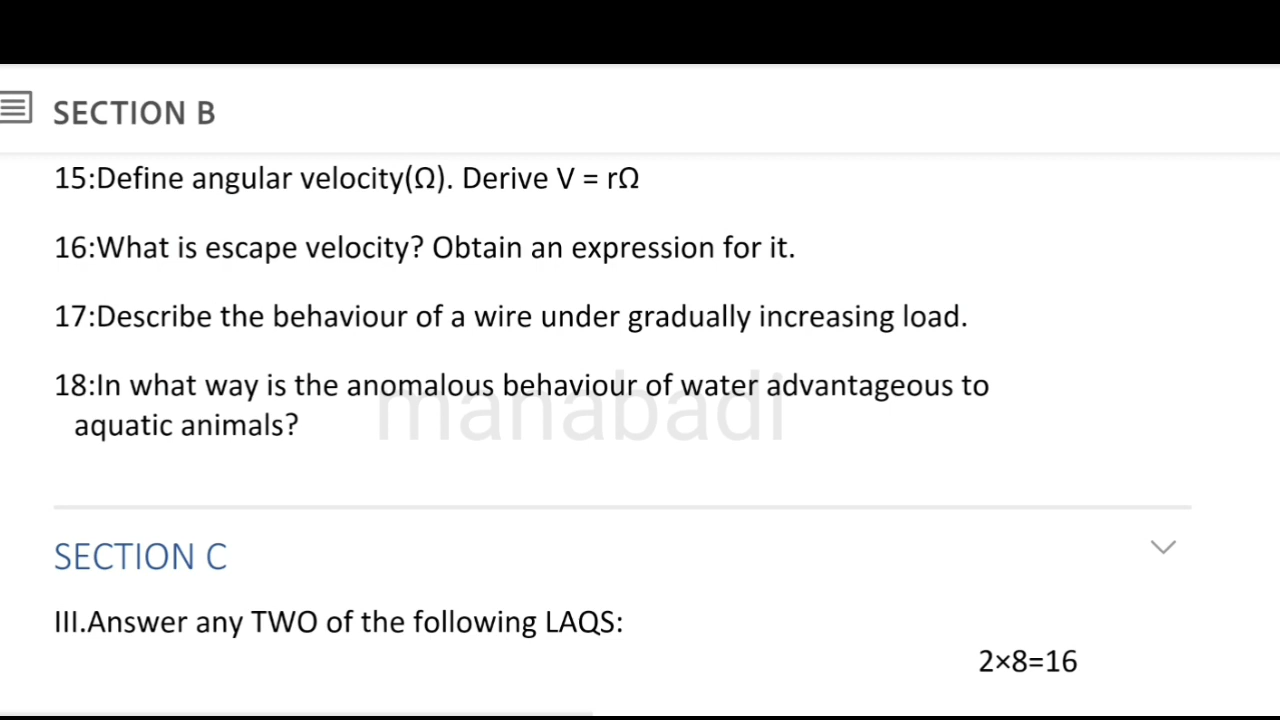 SECTION B
15:Define angular velocity(Ω). Derive V = rΩ
16:What is escape velocity? Obtain an expression for it.
17:Describe the behaviour of a wire under gradually increasing load.
18:In what way is the anomalous behaviour of water advantageous to
aquatic animals?
manabadi
SECTION C
III.Answer any TWO of the following LAQS:
2×8=16